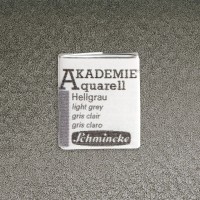 AKADEMIE
Aquarell
Hellgrau
light grey
gris clair
gris claro
Schmincke